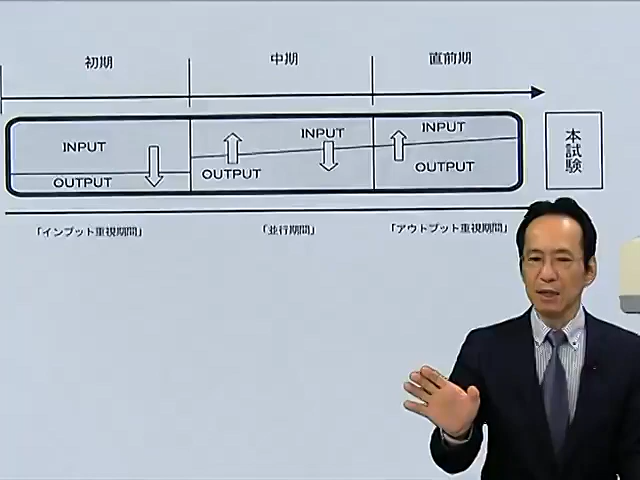 初期
中期
直前期
INPUT
OUTPUT
INPUT
OUTPUT
INPUT
OUTPUT
本試験
「インプット重視期間」
「並行期間」
「アウトプット重視期間」